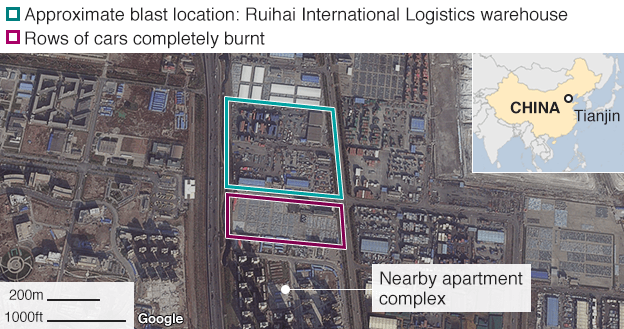 Approximate blast location: Ruihai International Logistics warehouse
Rows of cars completely burnt
CHINA
Tianjin
Nearby apartment
complex
200m
1000ft
Google